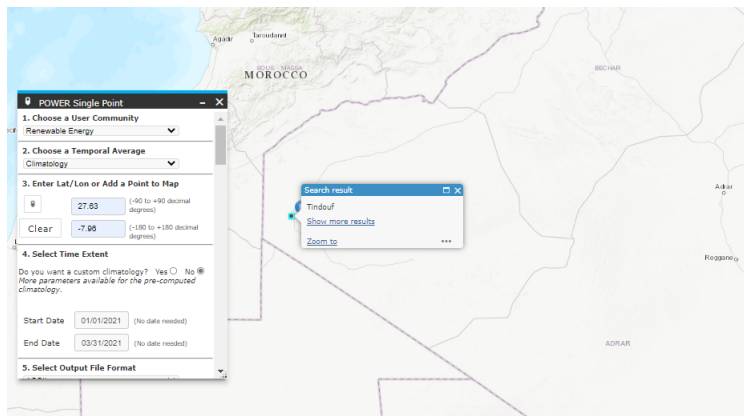 Agadir
Taroudannt
SOUS - MASSA
MOROCCO
BECHAR
POWER Single Point
1. Choose a User Community
Renewable Energy
2. Choose a Temporal Average
Climatology
3. Enter Lat/Lon or Add a Point to Map
27.63
(-90 to +90 decimal
degrees)
Clear
-7.96
(-180 to +180 decimal
degrees)
4. Select Time Extent
Do you want a custom climatology? Yes No
More parameters available for the pre-computed
climatology.
Start Date
01/01/2021
(No date needed)
End Date
03/31/2021
(No date needed)
5. Select Output File Format
Search result
Tindouf
Show more results
Zoom to
Adrar
Reggane
ADRAR